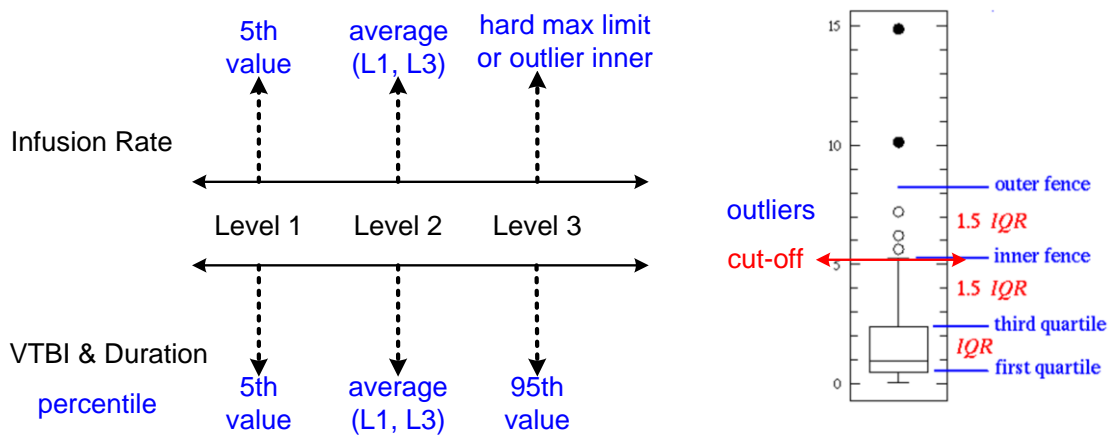 5th
value
average
(L1, L3)
hard max limit
or outlier inner
Infusion Rate
Level 1
Level 2
Level 3
VTBI & Duration
percentile
5th
value
average
(L1, L3)
95th
value
15
10
5
0
outliers
cut-off
outer fence
1.5 IQR
inner fence
1.5 IQR
third quartile
IQR
first quartile